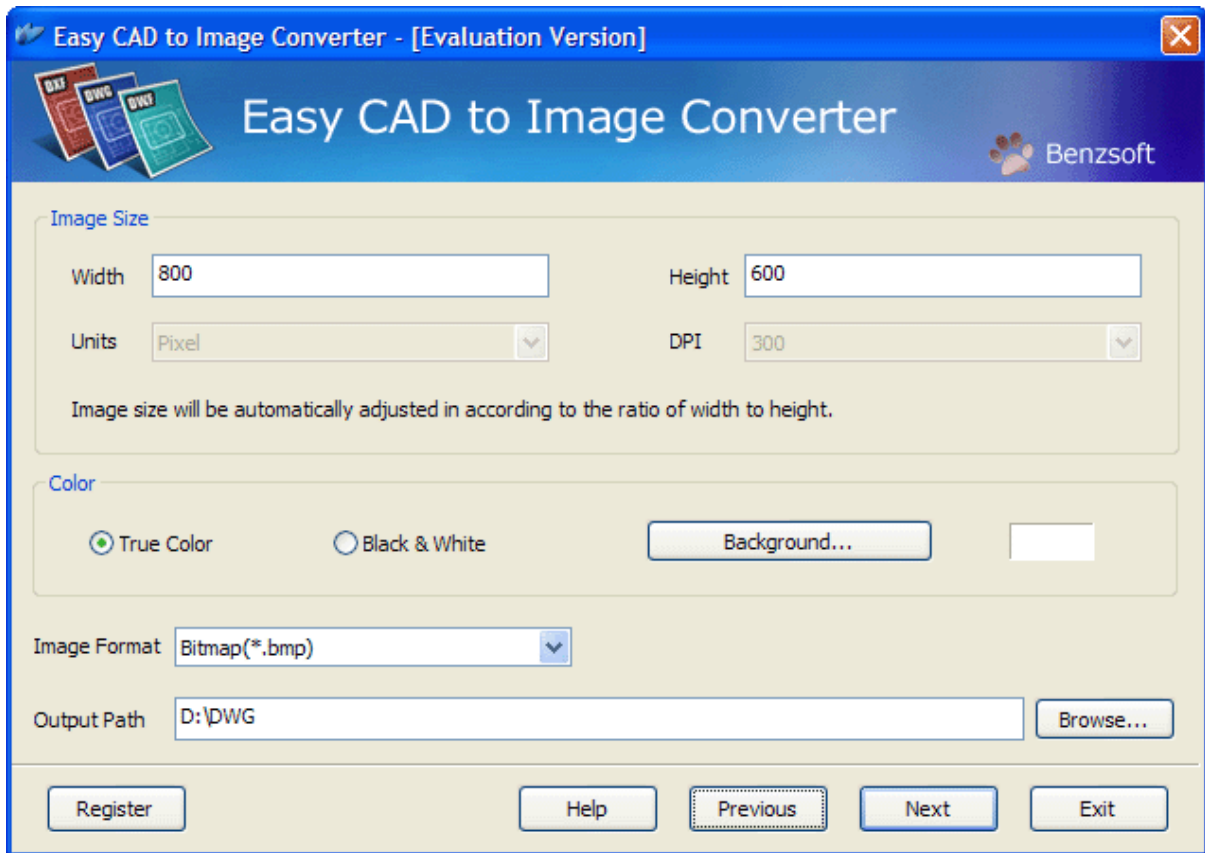 Easy CAD to Image Converter - [Evaluation Version]
DXF
DWG
DWF
Easy CAD to Image Converter
Benzsoft
Image Size
Width 800 Height 600
Units Pixel DPI 300
Image size will be automatically adjusted in according to the ratio of width to height.
Color
True Color Black & White Background...
Image Format Bitmap(*.bmp)
Output Path D:\DWG Browse...
Register Help Previous Next Exit